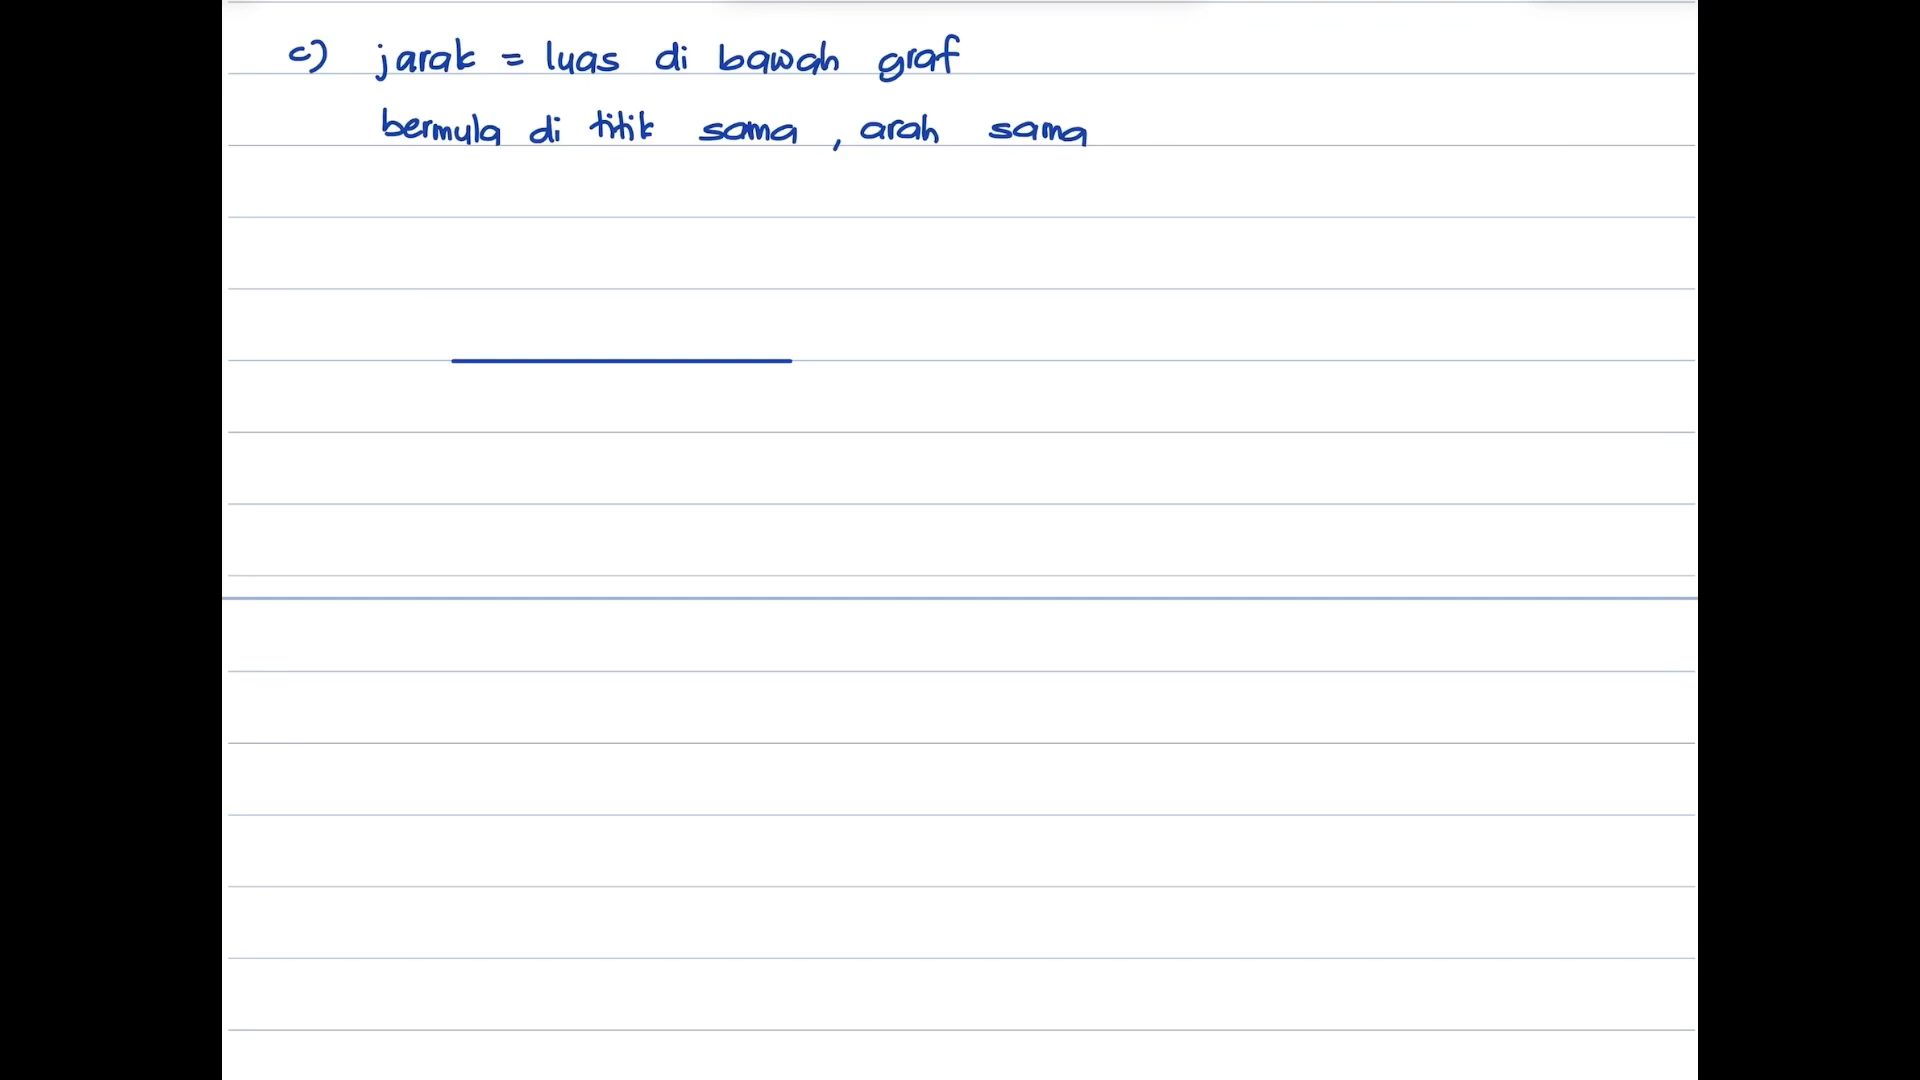 c) jarak = luas di bawah graf
bermula di titik sama , arah sama